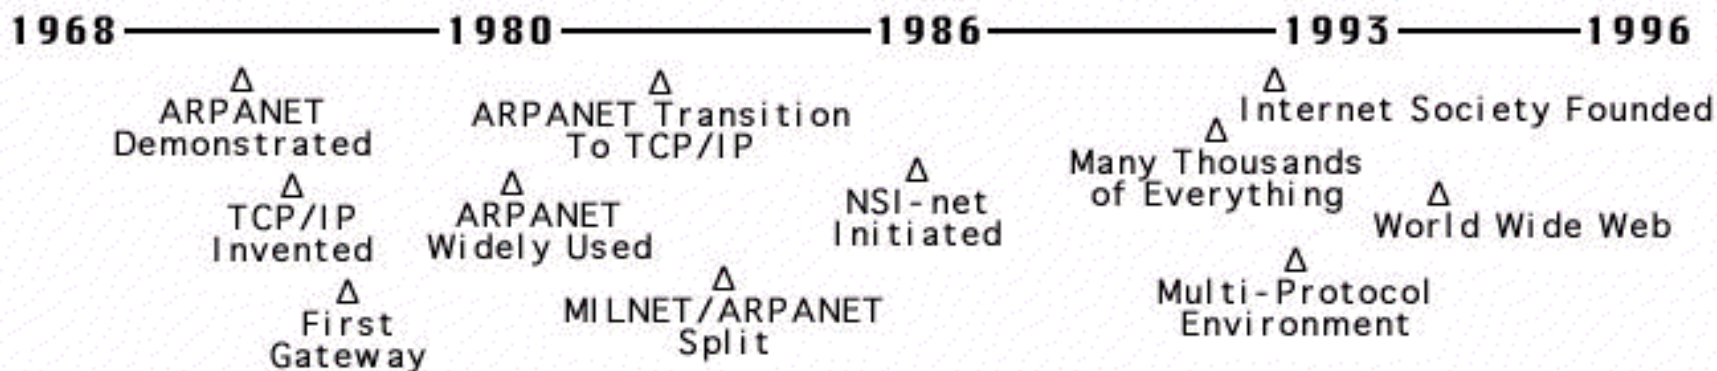 1968 1980 1986 1993 1996
ARPANET
Demonstrated
TCP/IP
Invented
First
Gateway
ARPANET
Widely Used
ARPANET Transition
To TCP/IP
MILNET/ARPANET
Split
NSI-net
Initiated
Internet Society Founded
Many Thousands
of Everything
World Wide Web
Multi-Protocol
Environment